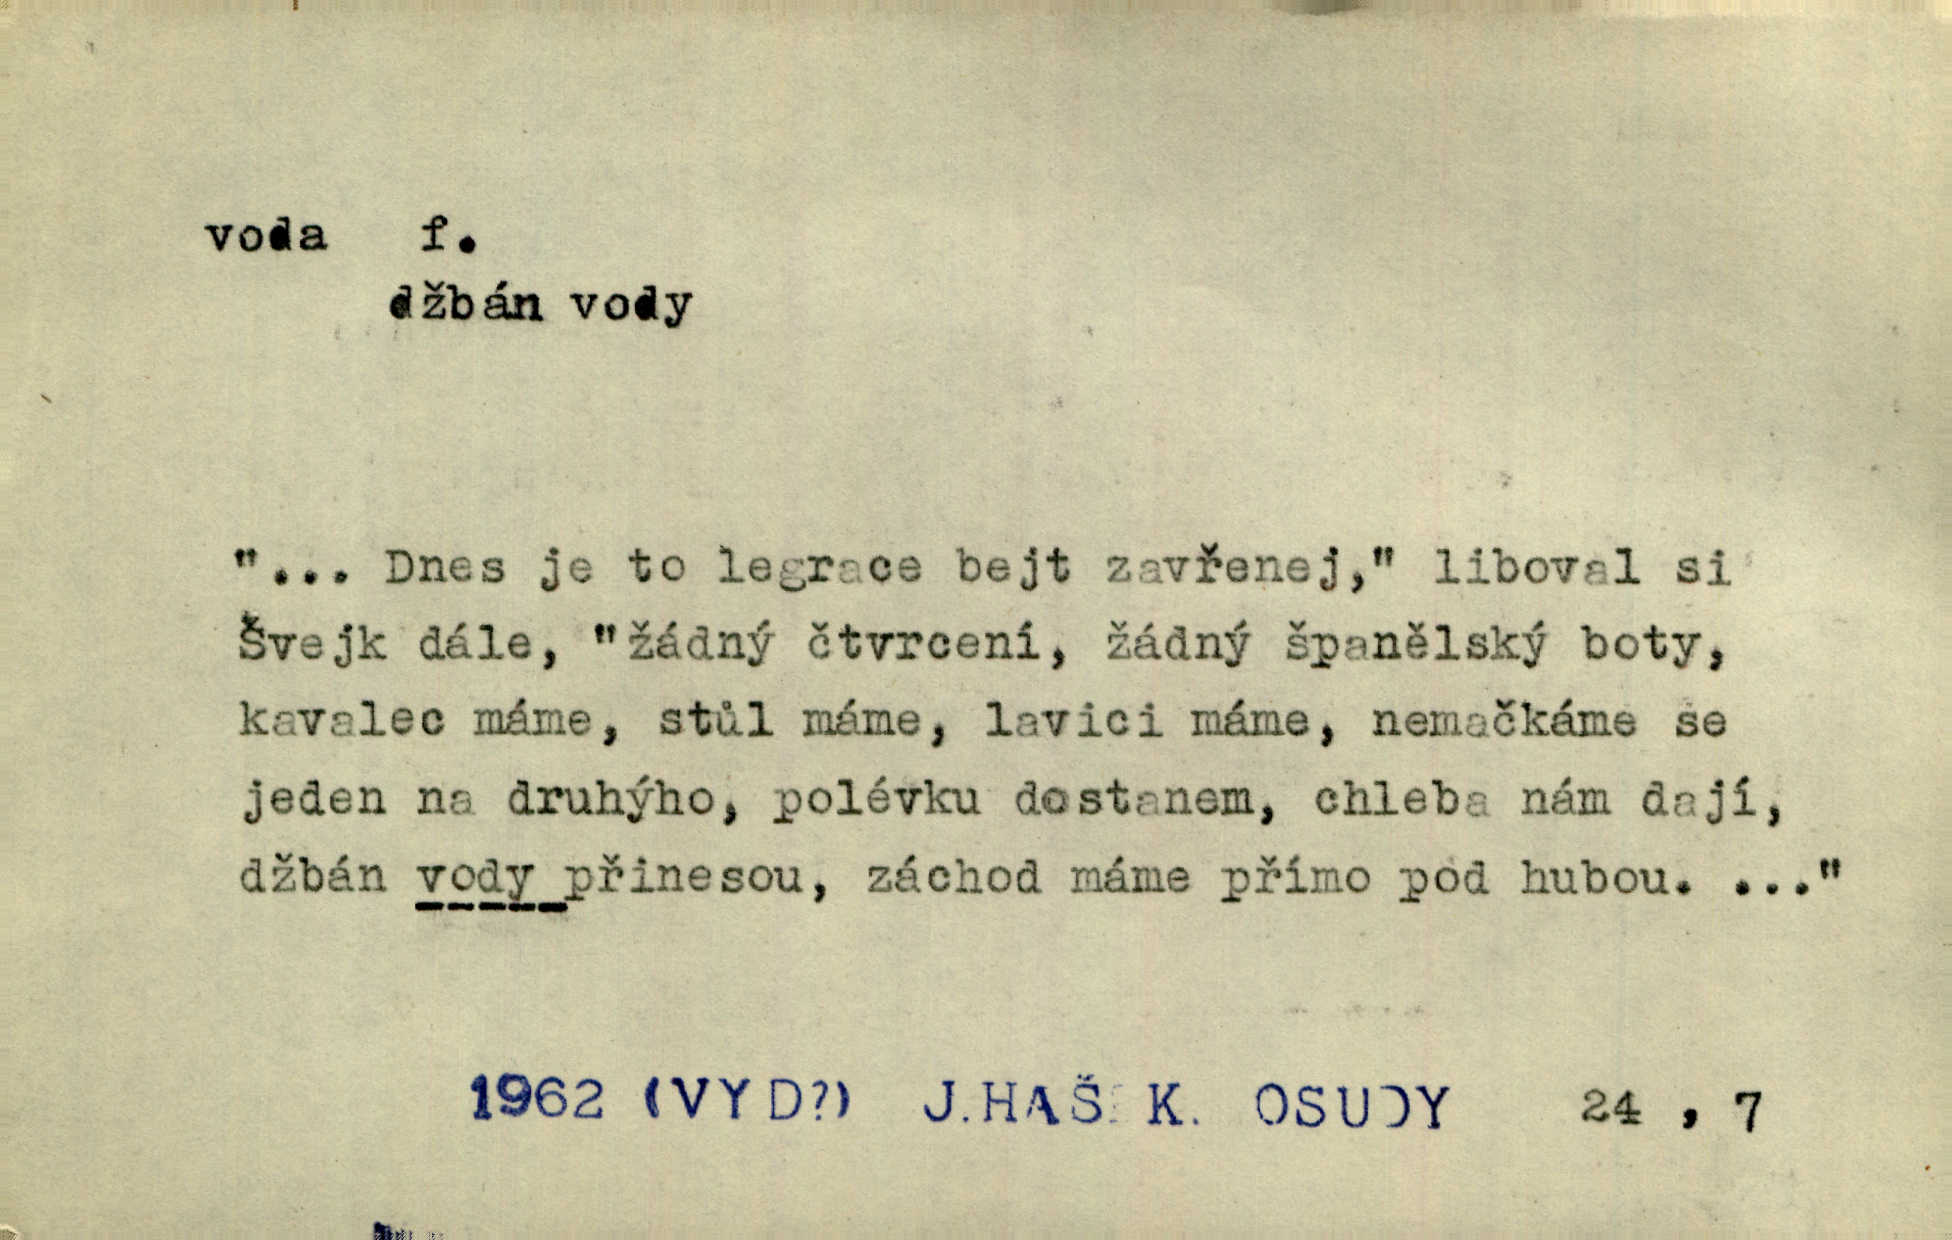 voda f.
džbán vody
"... Dnes je to legrace bejt zavřenej," liboval si
Švejk dále, "žádný čtvrcení, žádný španělský boty,
kavalec máme, stůl máme, lavici máme, nemačkáme se
jeden na druhýho, polévku dostanem, chleba nám dají,
džbán vody přinesou, záchod máme přímo pod hubou. ..."
1962 (VYD?) J.HAŠEK. OSUDY 24 , 7